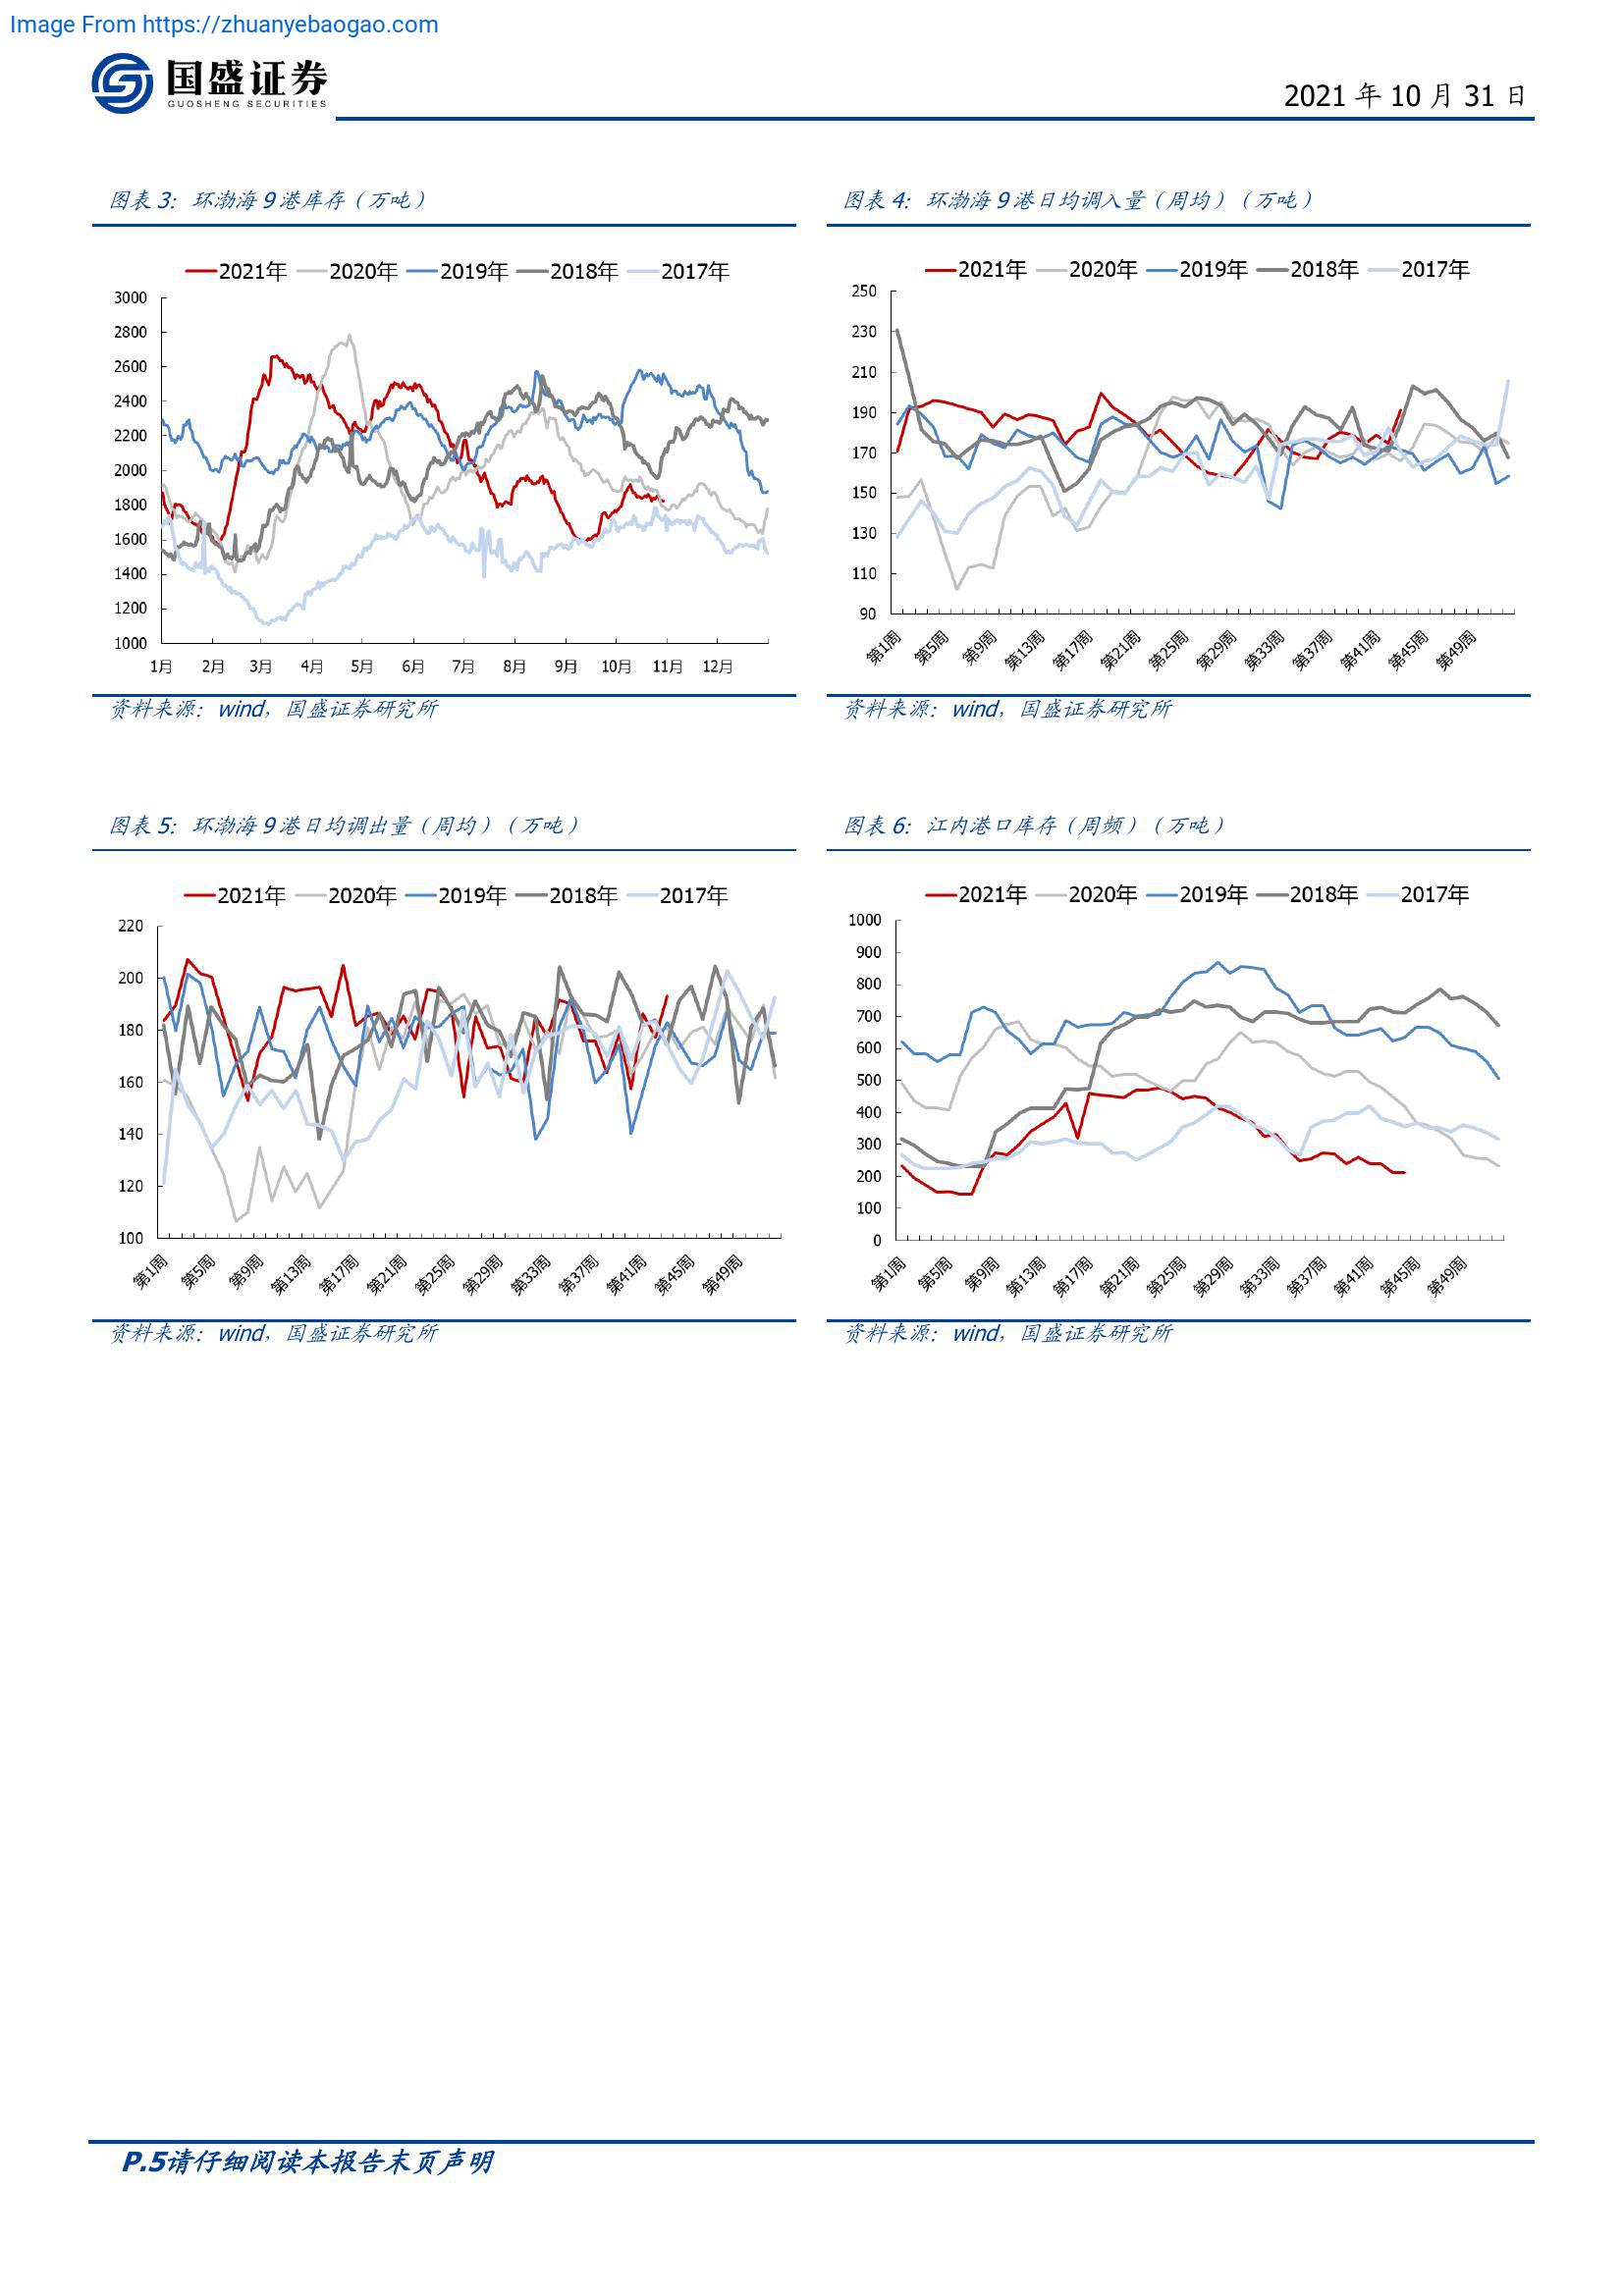 Image From https://zhuanyebaogao.com
国盛证券
GUOSHENG SECURITIES
2021 年 10 月 31 日
图表 3：环渤海 9 港库存（万吨）
2021年 2020年 2019年 2018年 2017年
3000
2800
2600
2400
2200
2000
1800
1600
1400
1200
1000
1月 2月 3月 4月 5月 6月 7月 8月 9月 10月 11月 12月
资料来源：wind，国盛证券研究所
图表 4：环渤海 9 港日均调入量（周均）（万吨）
2021年 2020年 2019年 2018年 2017年
250
230
210
190
170
150
130
110
90
第1周 第5周 第9周 第13周 第17周 第21周 第25周 第29周 第33周 第37周 第41周 第45周 第49周
资料来源：wind，国盛证券研究所
图表 5：环渤海 9 港日均调出量（周均）（万吨）
2021年 2020年 2019年 2018年 2017年
220
200
180
160
140
120
100
第1周 第5周 第9周 第13周 第17周 第21周 第25周 第29周 第33周 第37周 第41周 第45周 第49周
资料来源：wind，国盛证券研究所
图表 6：江内港口库存（周频）（万吨）
2021年 2020年 2019年 2018年 2017年
1000
900
800
700
600
500
400
300
200
100
0
第1周 第5周 第9周 第13周 第17周 第21周 第25周 第29周 第33周 第37周 第41周 第45周 第49周
资料来源：wind，国盛证券研究所
P.5请仔细阅读本报告末页声明